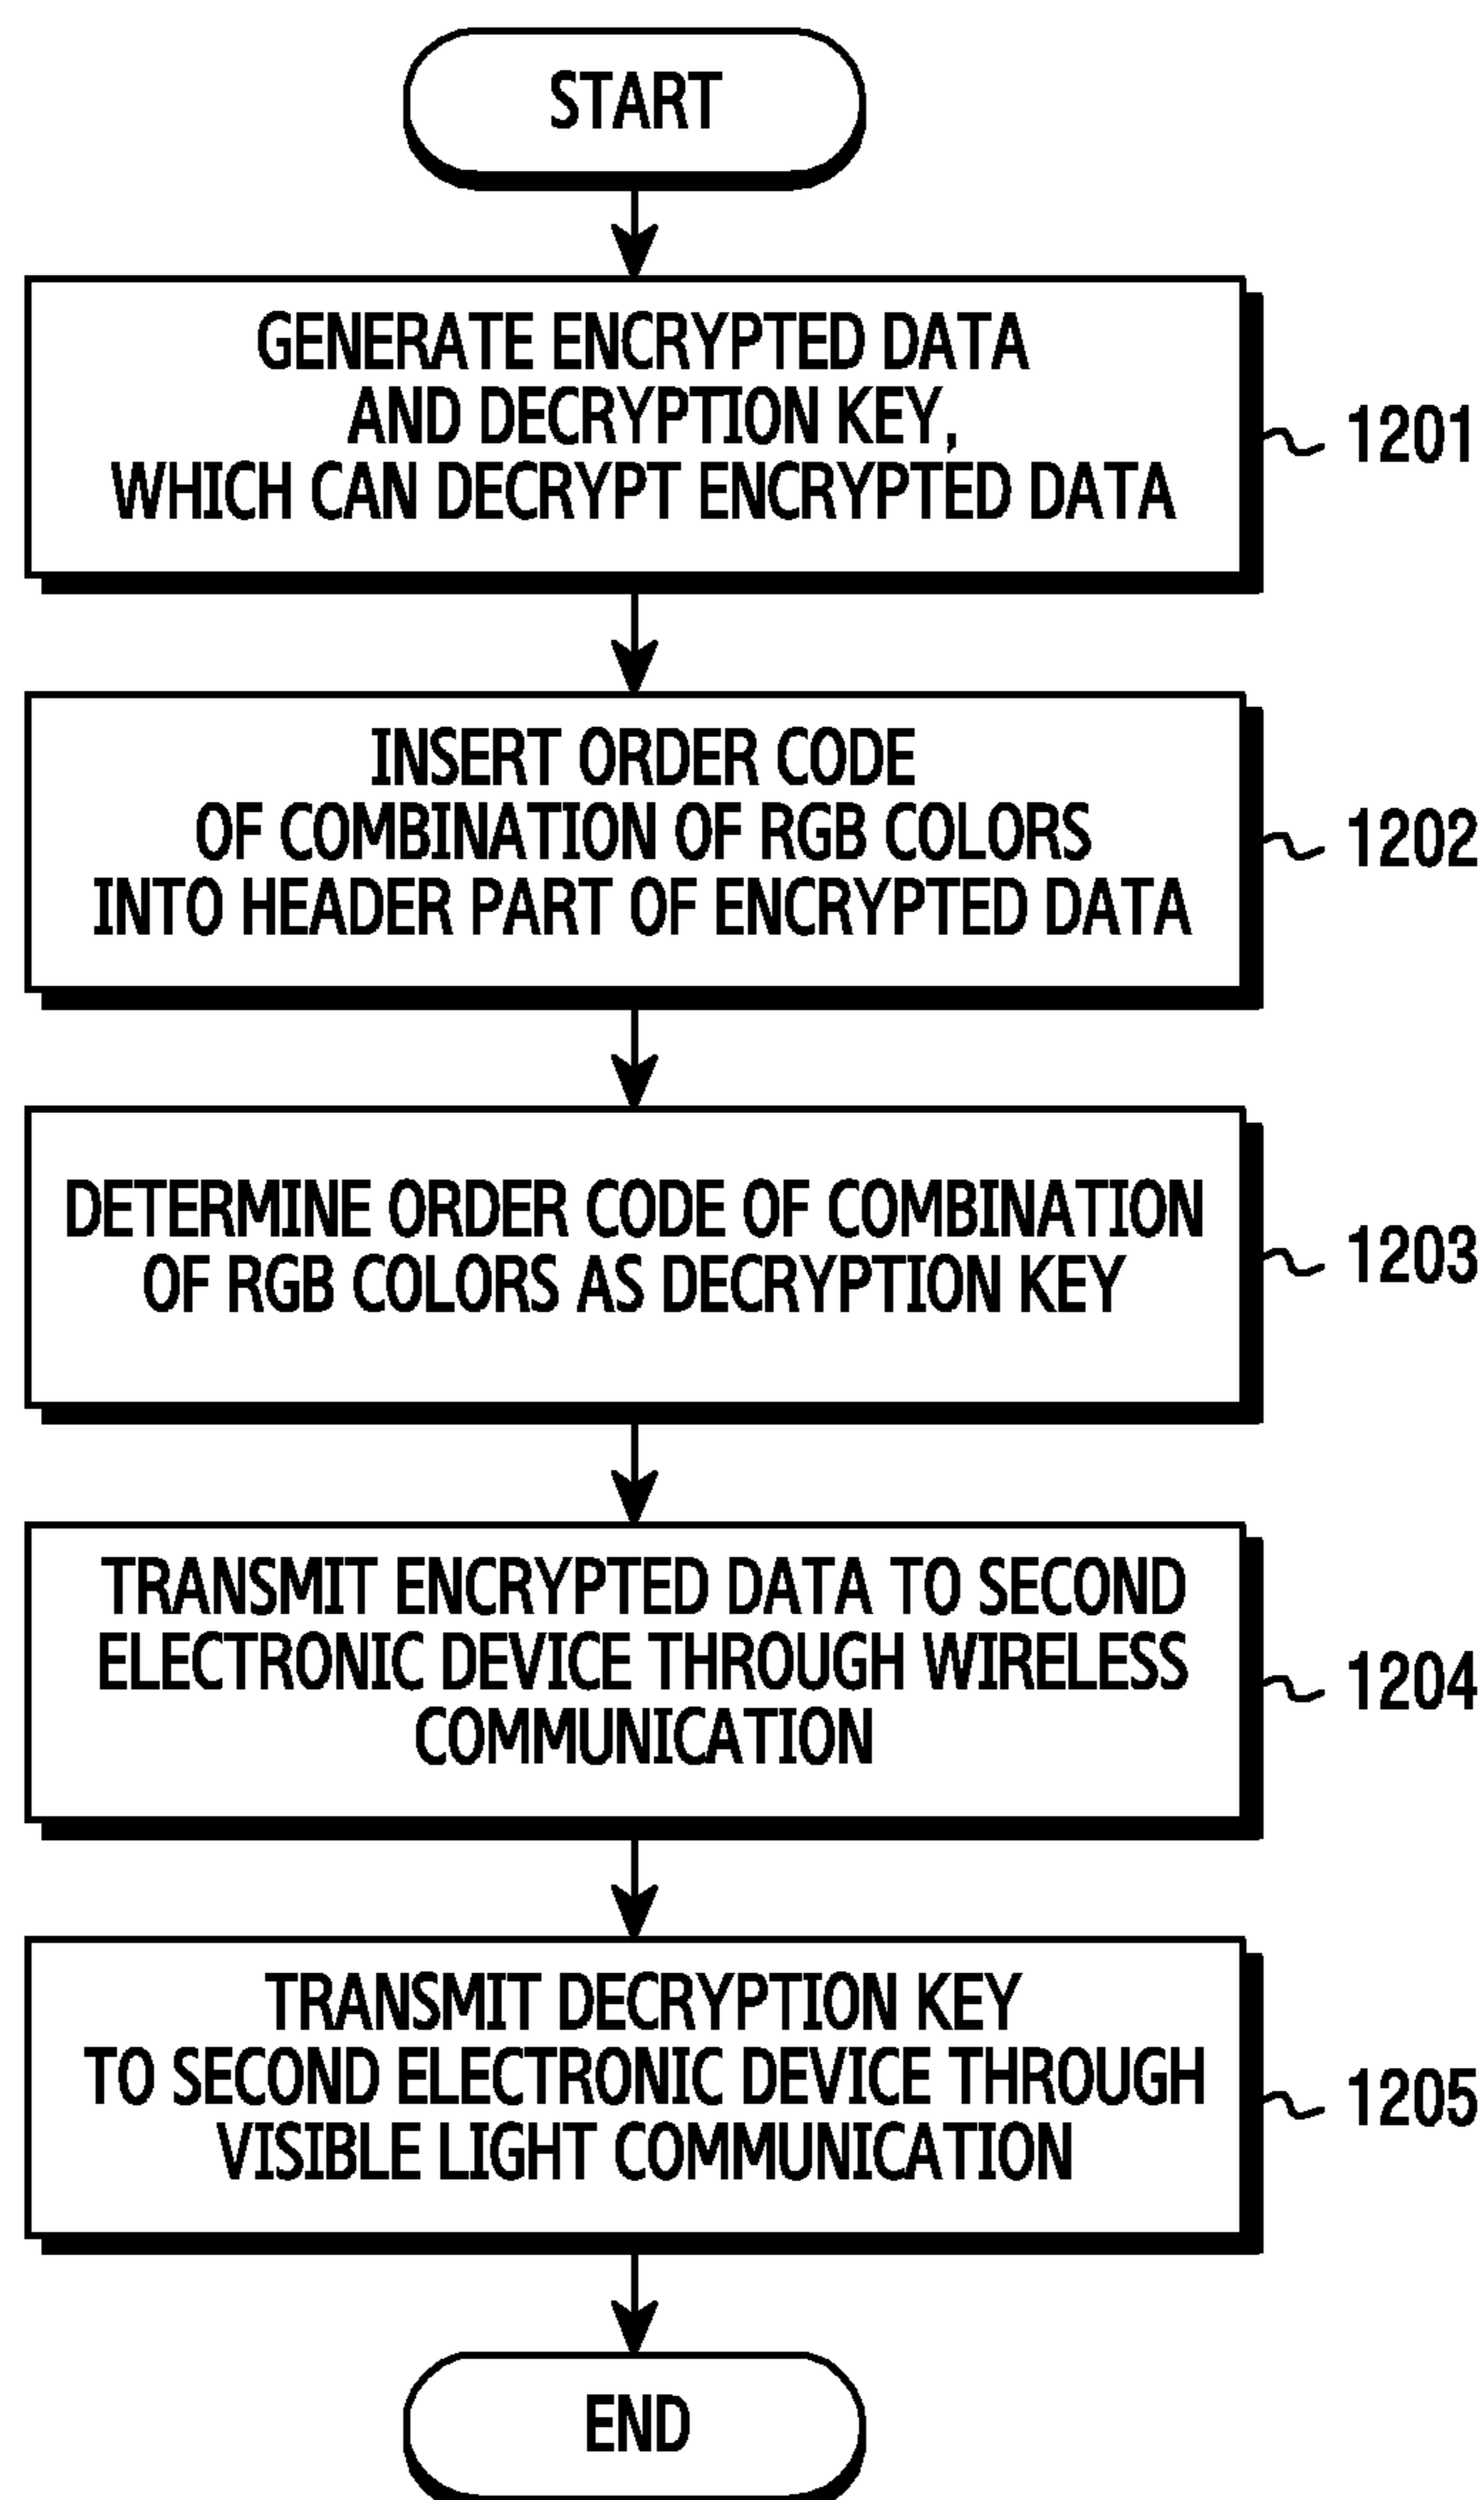 START
GENERATE ENCRYPTED DATA
AND DECRYPTION KEY,
WHICH CAN DECRYPT ENCRYPTED DATA
1201
INSERT ORDER CODE
OF COMBINATION OF RGB COLORS
INTO HEADER PART OF ENCRYPTED DATA
1202
DETERMINE ORDER CODE OF COMBINATION
OF RGB COLORS AS DECRYPTION KEY
1203
TRANSMIT ENCRYPTED DATA TO SECOND
ELECTRONIC DEVICE THROUGH WIRELESS
COMMUNICATION
1204
TRANSMIT DECRYPTION KEY
TO SECOND ELECTRONIC DEVICE THROUGH
VISIBLE LIGHT COMMUNICATION
1205
END